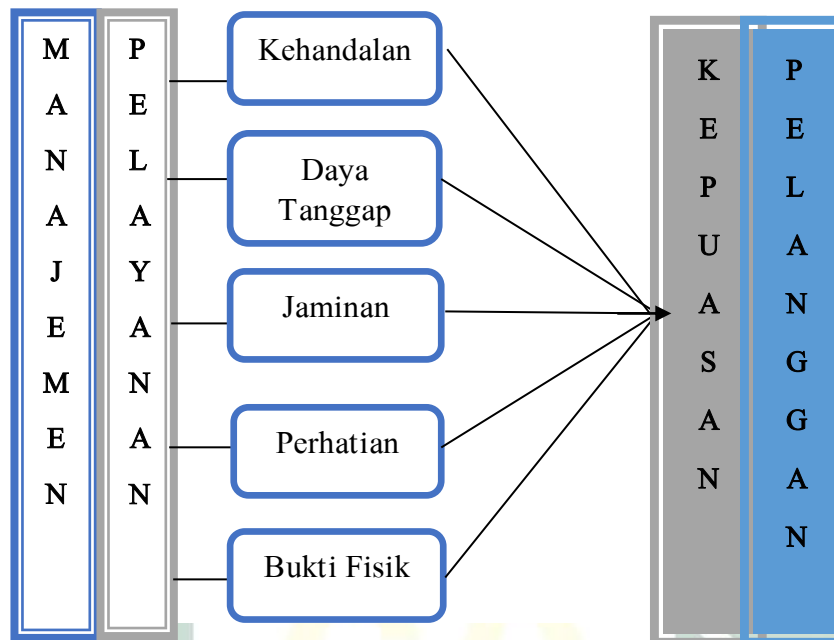 MANAJEMEN
PELAYANAN
Kehandalan
Daya
Tanggap
Jaminan
Perhatian
Bukti Fisik
KEPUASAN
PELANGGAN